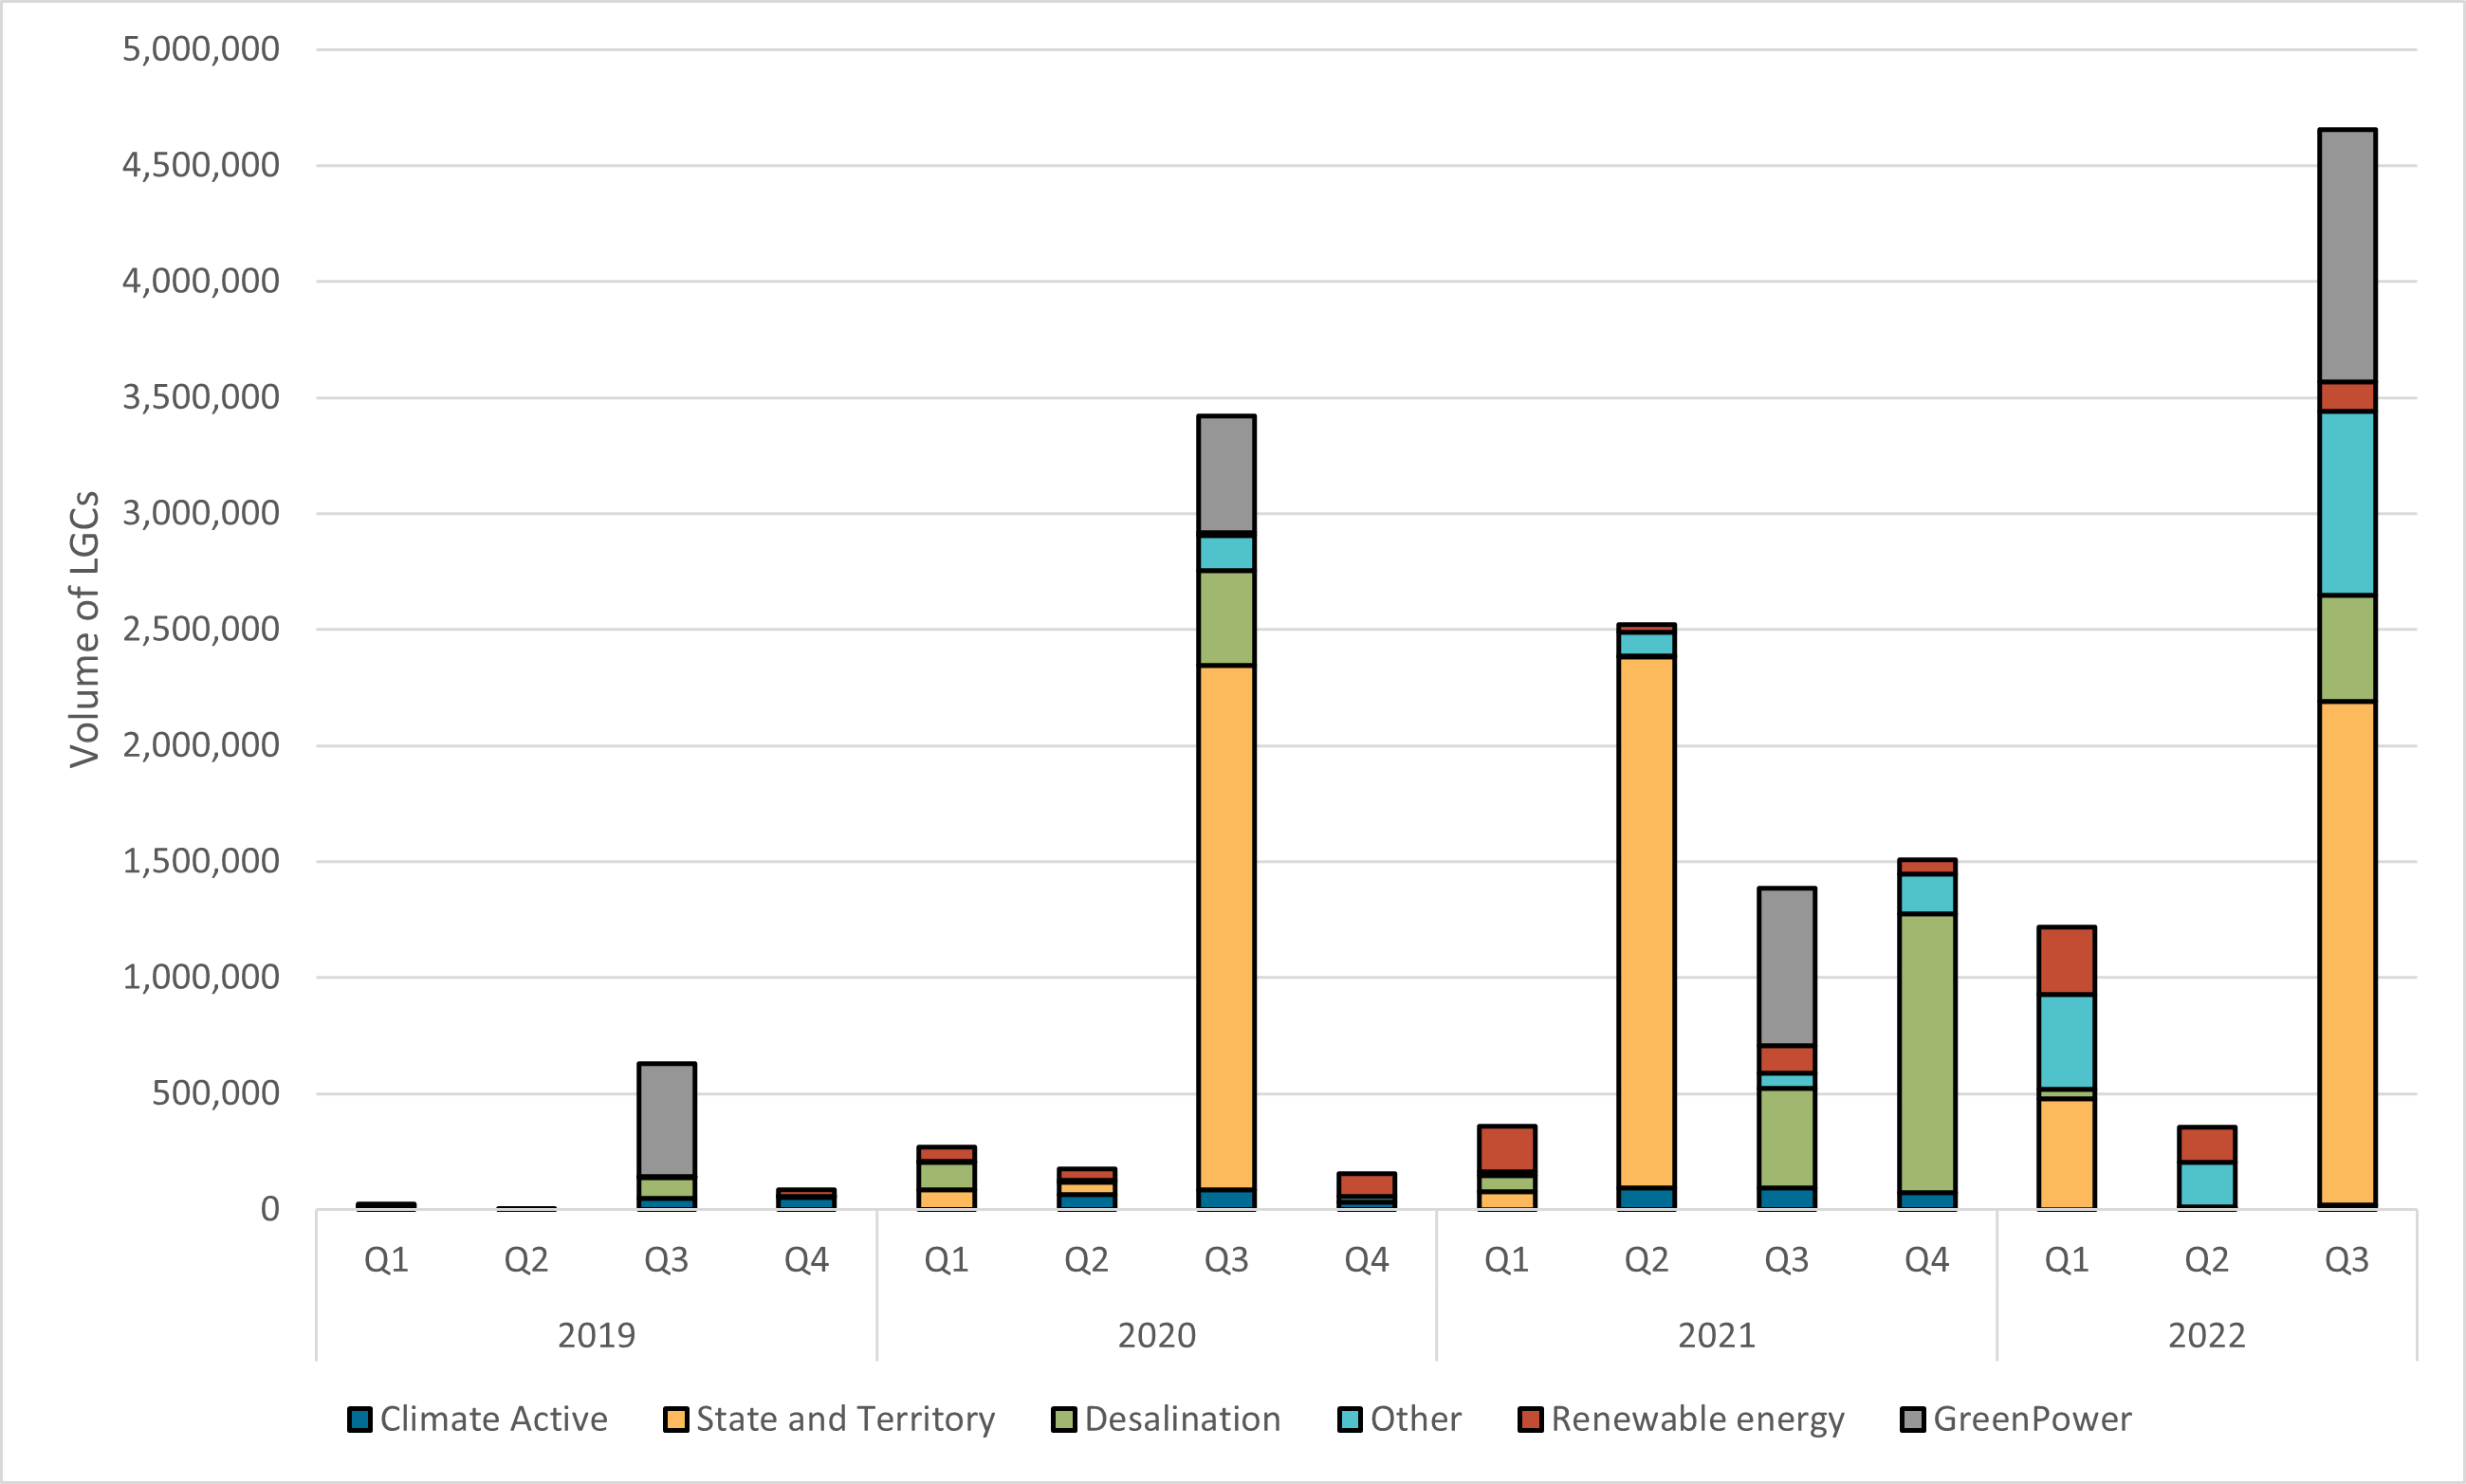 5,000,000
4,500,000
4,000,000
3,500,000
3,000,000
2,500,000
2,000,000
1,500,000
1,000,000
500,000
0
Volume of LGCs
Q1 Q2 Q3 Q4 Q1 Q2 Q3 Q4 Q1 Q2 Q3 Q4 Q1 Q2 Q3
2019 2020 2021 2022
Climate Active State and Territory Desalination Other Renewable energy GreenPower